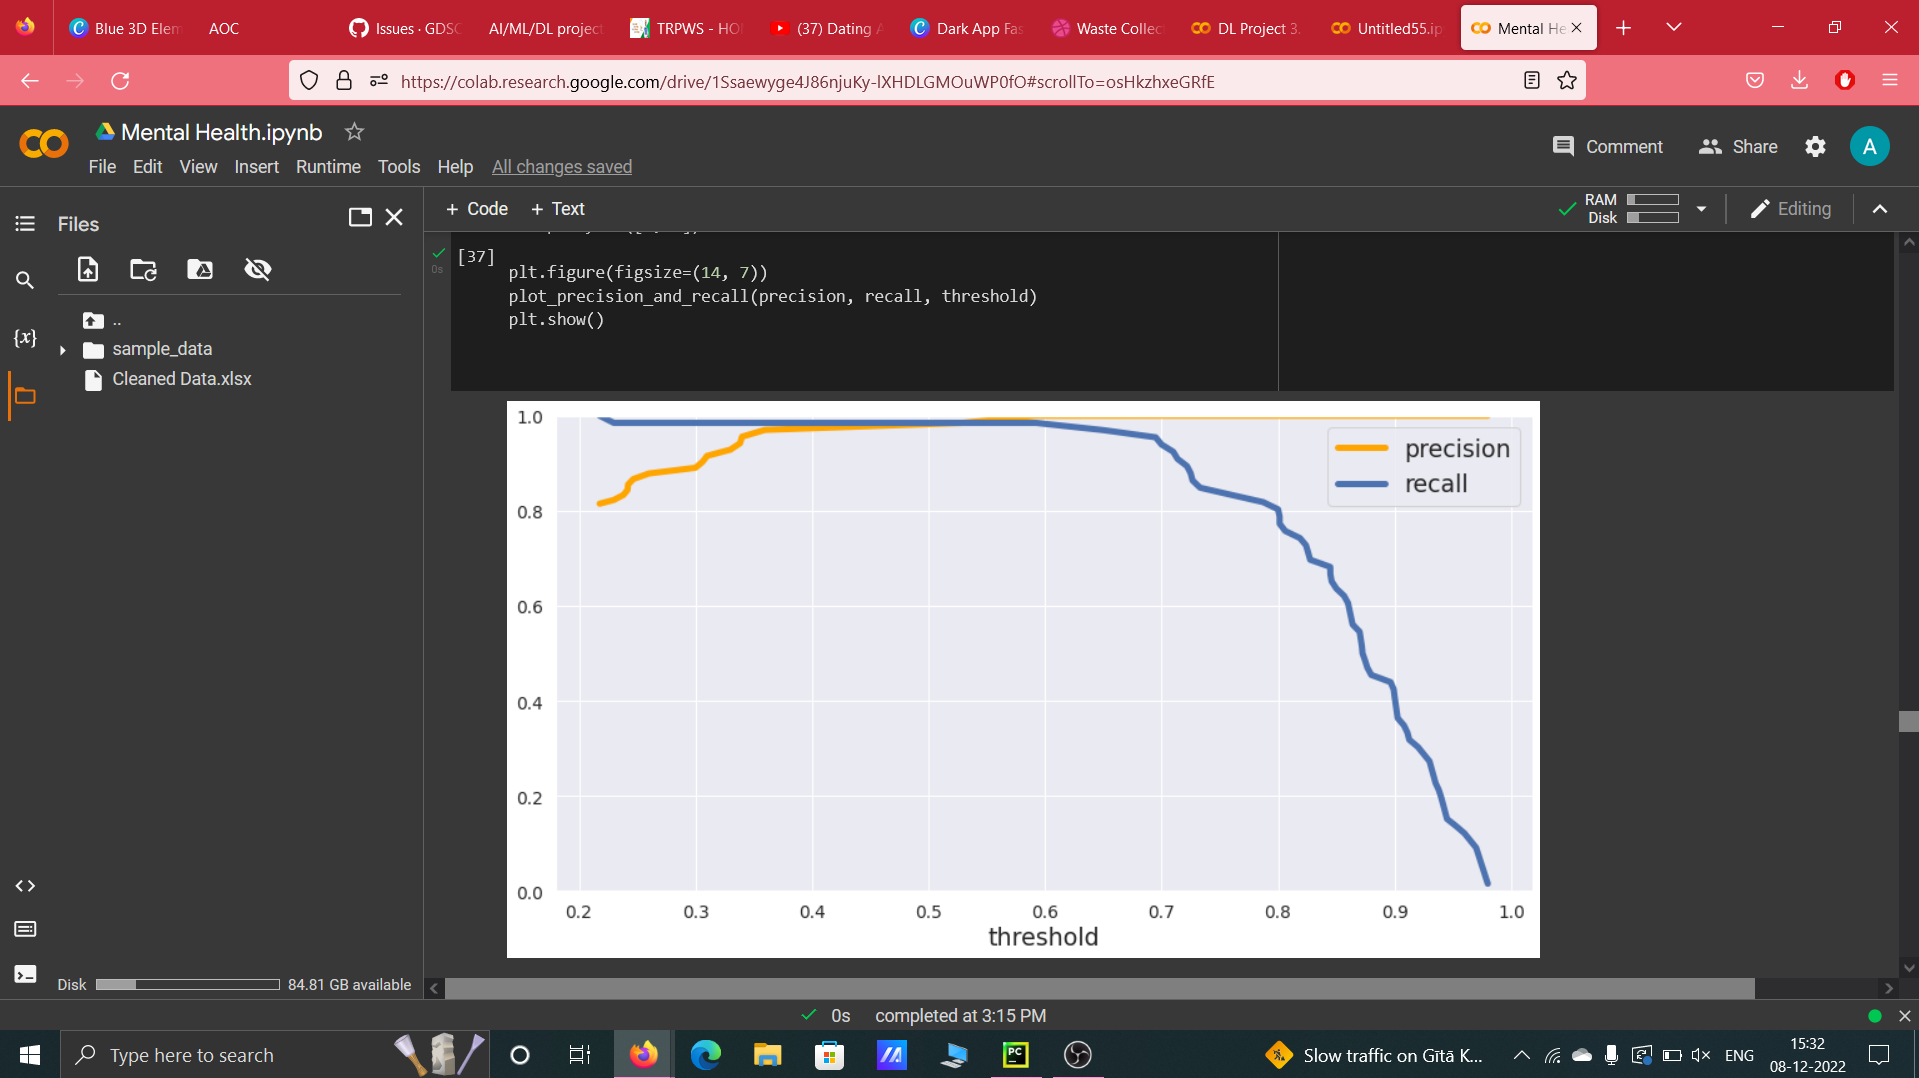 Blue 3D Elem
AOC
Issues · GDSC
AI/ML/DL project
TRPWS - HO
(37) Dating A
Dark App Fas
Waste Collec
DL Project 3.
Untitled55.ip
Mental He
https://colab.research.google.com/drive/1Ssaewyge4J86njuKy-lXHDLGMOuWP0fO#scrollTo=osHkzhxeGRfE
Mental Health.ipynb
File Edit View Insert Runtime Tools Help All changes saved
Comment Share A
Files
+ Code + Text
RAM
Disk
Editing
..
sample_data
Cleaned Data.xlsx
{x}
0s
[37]
plt.figure(figsize=(14, 7))
plot_precision_and_recall(precision, recall, threshold)
plt.show()
precision
recall
1.0
0.8
0.6
0.4
0.2
0.0
0.2 0.3 0.4 0.5 0.6 0.7 0.8 0.9 1.0
threshold
Disk 84.81 GB available
0s completed at 3:15 PM
Type here to search
PC
Slow traffic on Gītā K...
ENG
15:32
08-12-2022